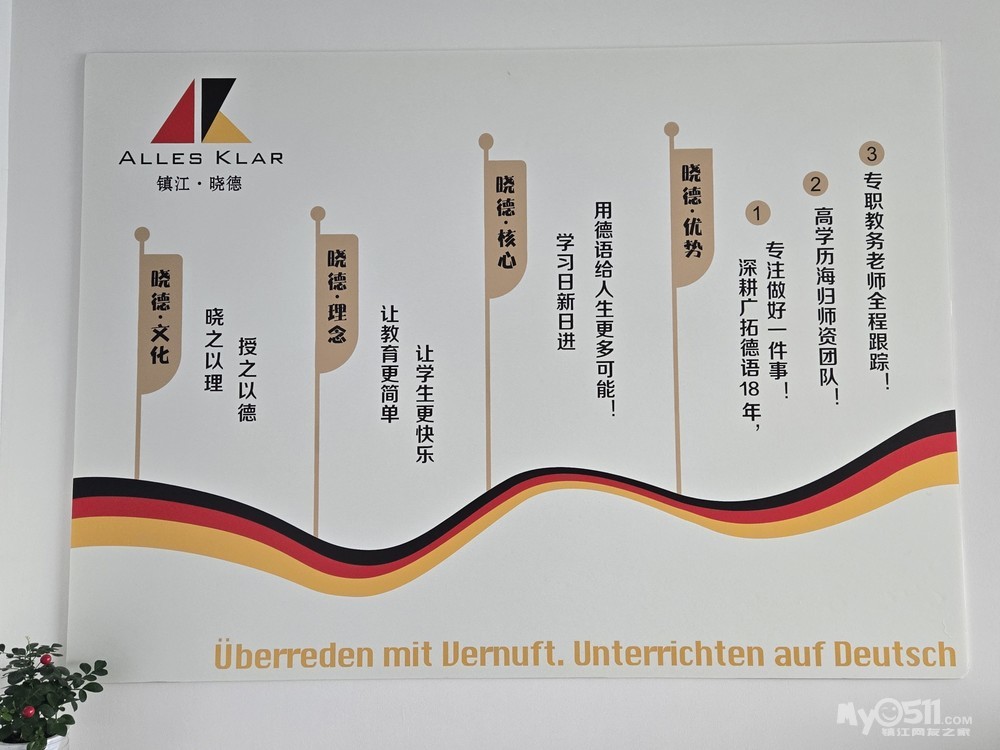 ALLES KLAR
镇江·晓德
晓德·文化
晓之以理
授之以德
晓德·理念
让教育更简单
让学生更快乐
晓德·核心
学习日新日进
用德语给人生更多可能！
晓德·优势
1
深耕广拓德语18年，
专注做好一件事！
2
高学历海归师资团队！
3
专职教务老师全程跟踪！
Überreden mit Vernuft. Unterrichten auf Deutsch
My0511.COM
镇江网友之家